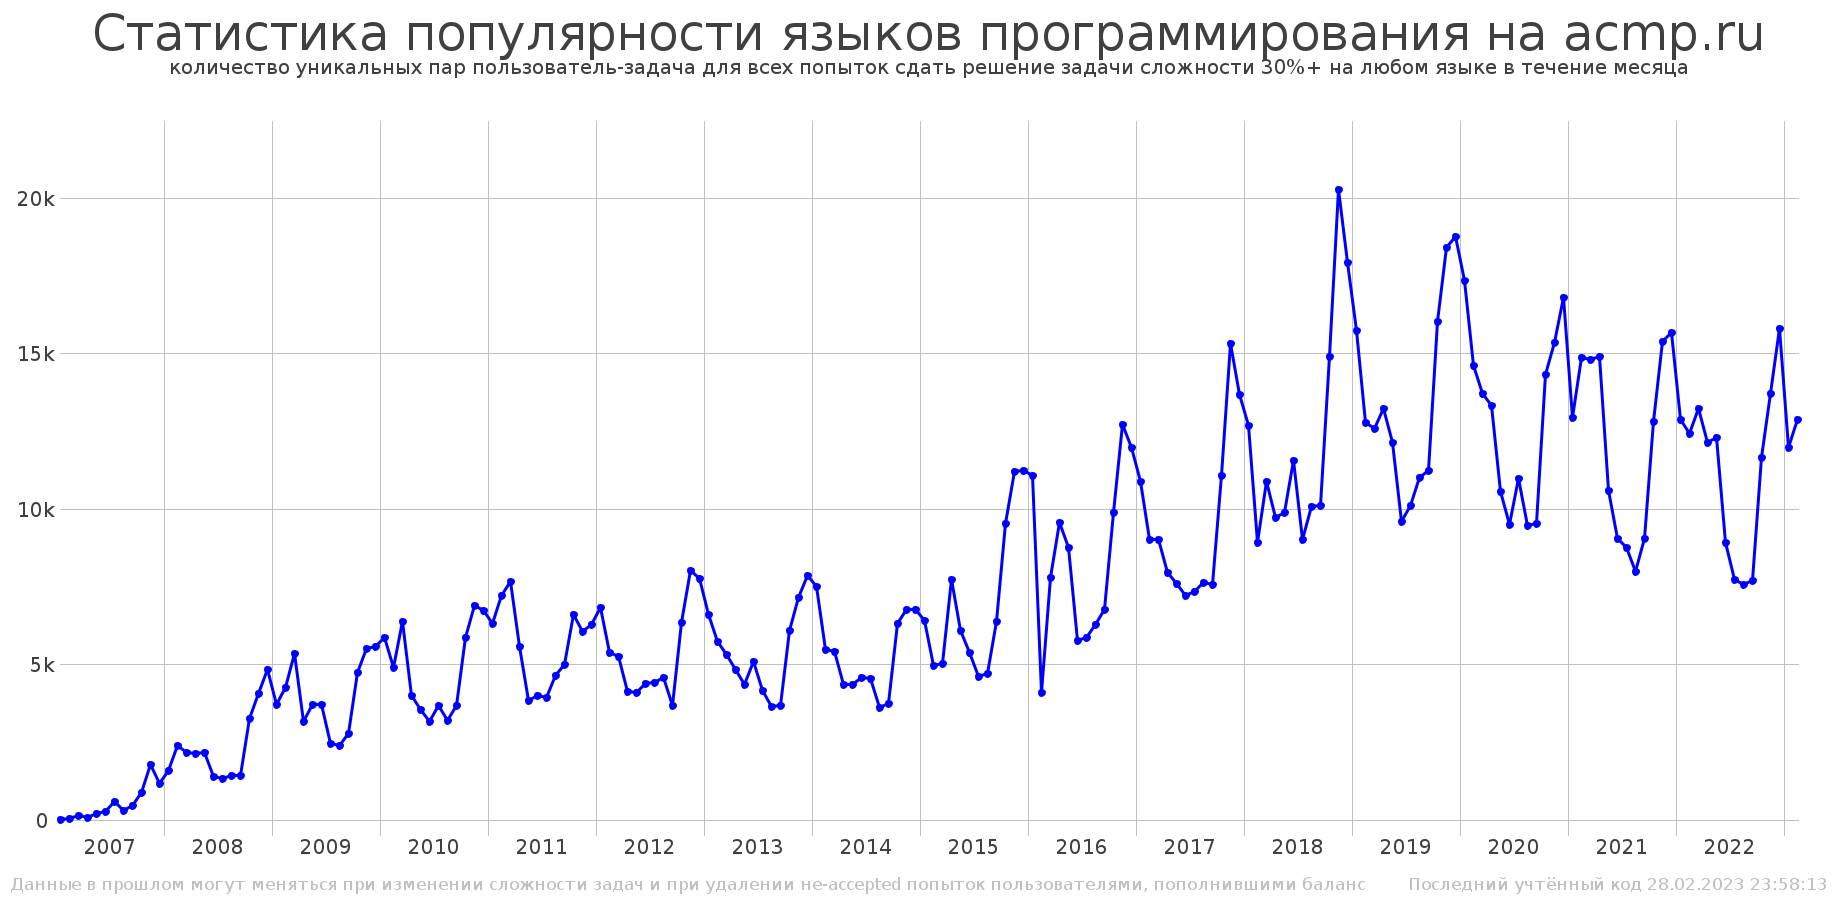 Статистика популярности языков программирования на acmp.ru
количество уникальных пар пользователь-задача для всех попыток сдать решение задачи сложности 30%+ на любом языке в течение месяца
20k
15k
10k
5k
0
2007 2008 2009 2010 2011 2012 2013 2014 2015 2016 2017 2018 2019 2020 2021 2022
Данные в прошлом могут меняться при изменении сложности задач и при удалении не-accepted попыток пользователями, пополнившими баланс Последний учтённый код 28.02.2023 23:58:13